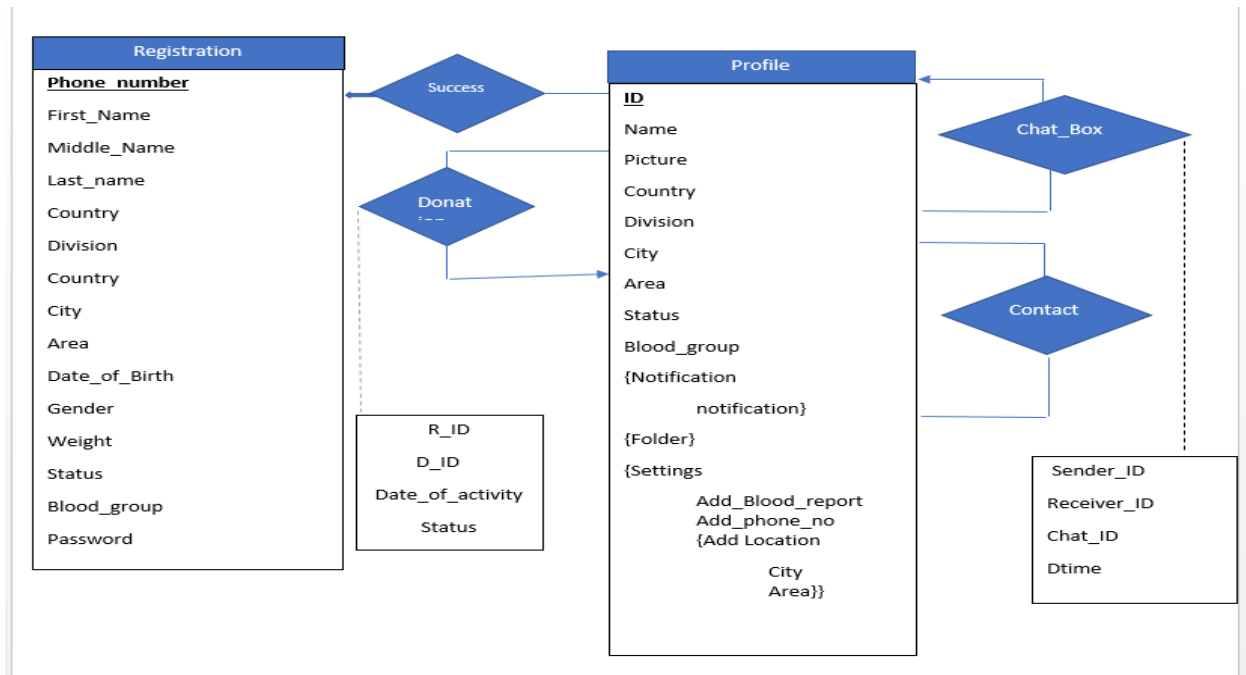 Registration
Phone_number
First_Name
Middle_Name
Last_name
Country
Division
Country
City
Area
Date_of_Birth
Gender
Weight
Status
Blood_group
Password
Success
Donat
R_ID
D_ID
Date_of_activity
Status
Profile
ID
Name
Picture
Country
Division
City
Area
Status
Blood_group
{Notification
notification}
{Folder}
{Settings
Add_Blood_report
Add_phone_no
{Add Location
City
Area}}
Chat_Box
Contact
Sender_ID
Receiver_ID
Chat_ID
Dtime